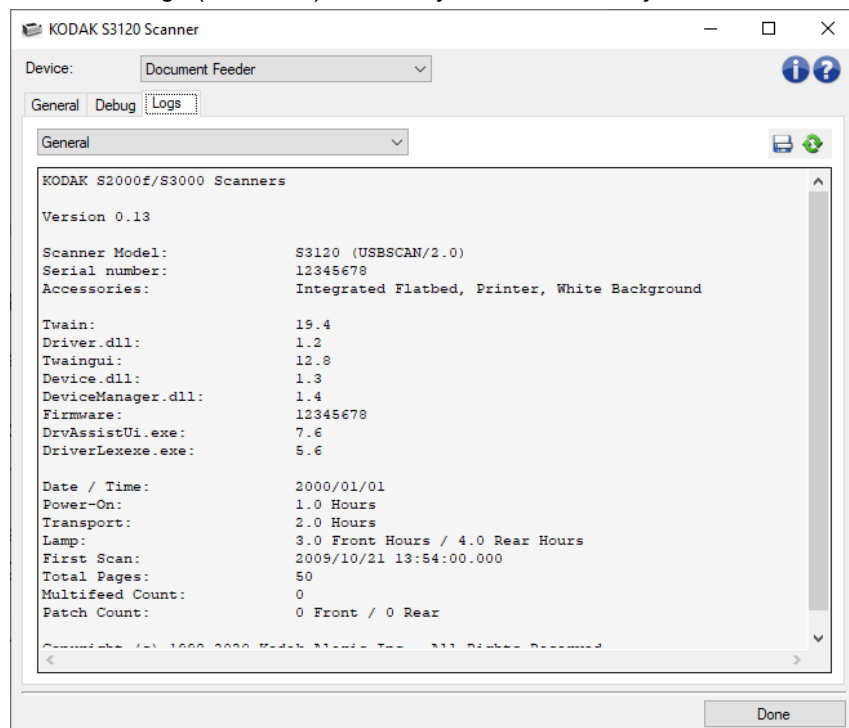 KODAK S3120 Scanner
Device: Document Feeder
General Debug Logs
General
KODAK S2000f/S3000 Scanners
Version 0.13
Scanner Model: S3120 (USBSCAN/2.0)
Serial number: 12345678
Accessories: Integrated Flatbed, Printer, White Background
Twain: 19.4
Driver.dll: 1.2
Twaingui: 12.8
Device.dll: 1.3
DeviceManager.dll: 1.4
Firmware: 12345678
DrvAssistUi.exe: 7.6
DriverLexexe.exe: 5.6
Date / Time: 2000/01/01
Power-On: 1.0 Hours
Transport: 2.0 Hours
Lamp: 3.0 Front Hours / 4.0 Rear Hours
First Scan: 2009/10/21 13:54:00.000
Total Pages: 50
Multifeed Count: 0
Patch Count: 0 Front / 0 Rear
Done